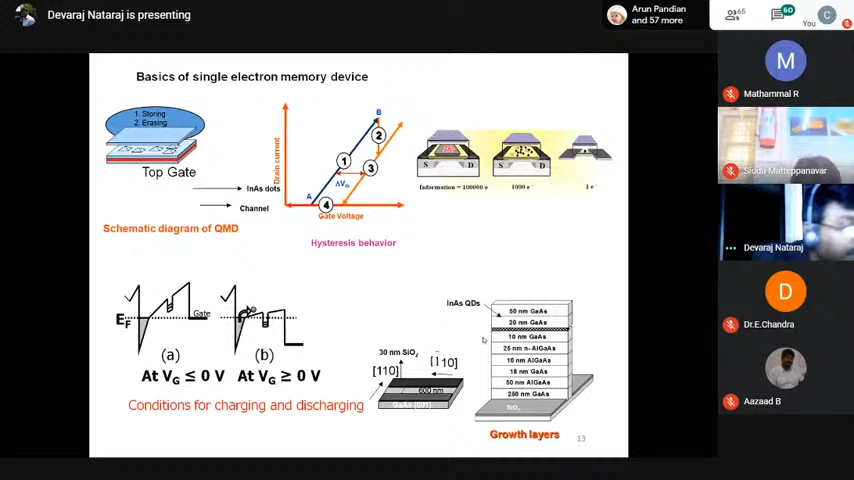 Devaraj Nataraj is presenting
Arun Pandian
and 57 more
65
60
C
You
Basics of single electron memory device
1. Storing
2. Erasing
Top Gate
InAs dots
Channel
Schematic diagram of QMD
Drain current
B
2
1
3
ΔVth
A
4
Gate Voltage
Hysteresis behavior
S
D
S
D
Information = 100000 e
1000 e⁻
1 e⁻
EF
Gate
(a)
(b)
At VG ≤ 0 V
At VG ≥ 0 V
Conditions for charging and discharging
30 nm SiO2
[110]
[1̄10]
600 nm
GaAs (001)
InAs QDs
50 nm GaAs
20 nm GaAs
10 nm GaAs
25 nm n- AlGaAs
10 nm AlGaAs
18 nm GaAs
50 nm AlGaAs
250 nm GaAs
SiO2
Growth layers
13
M
Mathammal R
Siddu Matteppanavar
Devaraj Nataraj
D
Dr.E.Chandra
Aazaad B